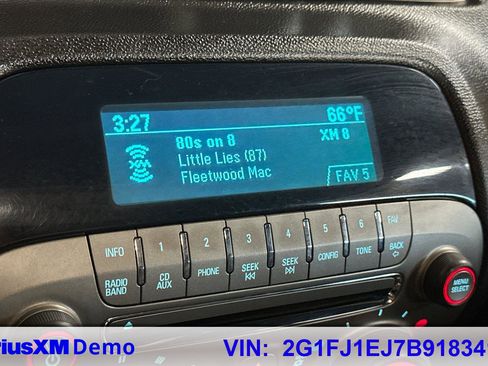 3:27 66°F
80s on 8 XM 8
XM Little Lies (87)
Fleetwood Mac FAV 5
INFO 1 2 3 4 5 6 FAV
RADIO BAND CD AUX PHONE SEEK SEEK CONFIG TONE BACK
MENU SELECT
iusXM Demo VIN: 2G1FJ1EJ7B91834